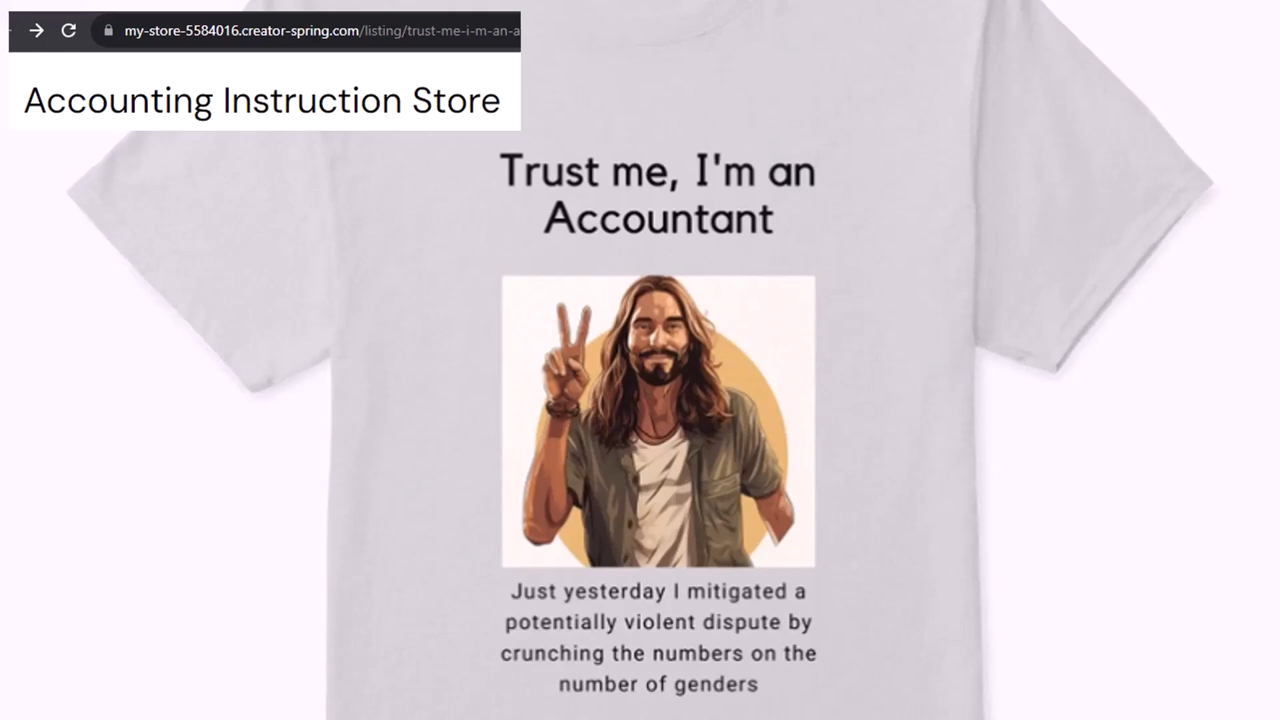 my-store-5584016.creator-spring.com/listing/trust-me-i-m-an-a
Accounting Instruction Store
Trust me, I'm an
Accountant
Just yesterday I mitigated a
potentially violent dispute by
crunching the numbers on the
number of genders